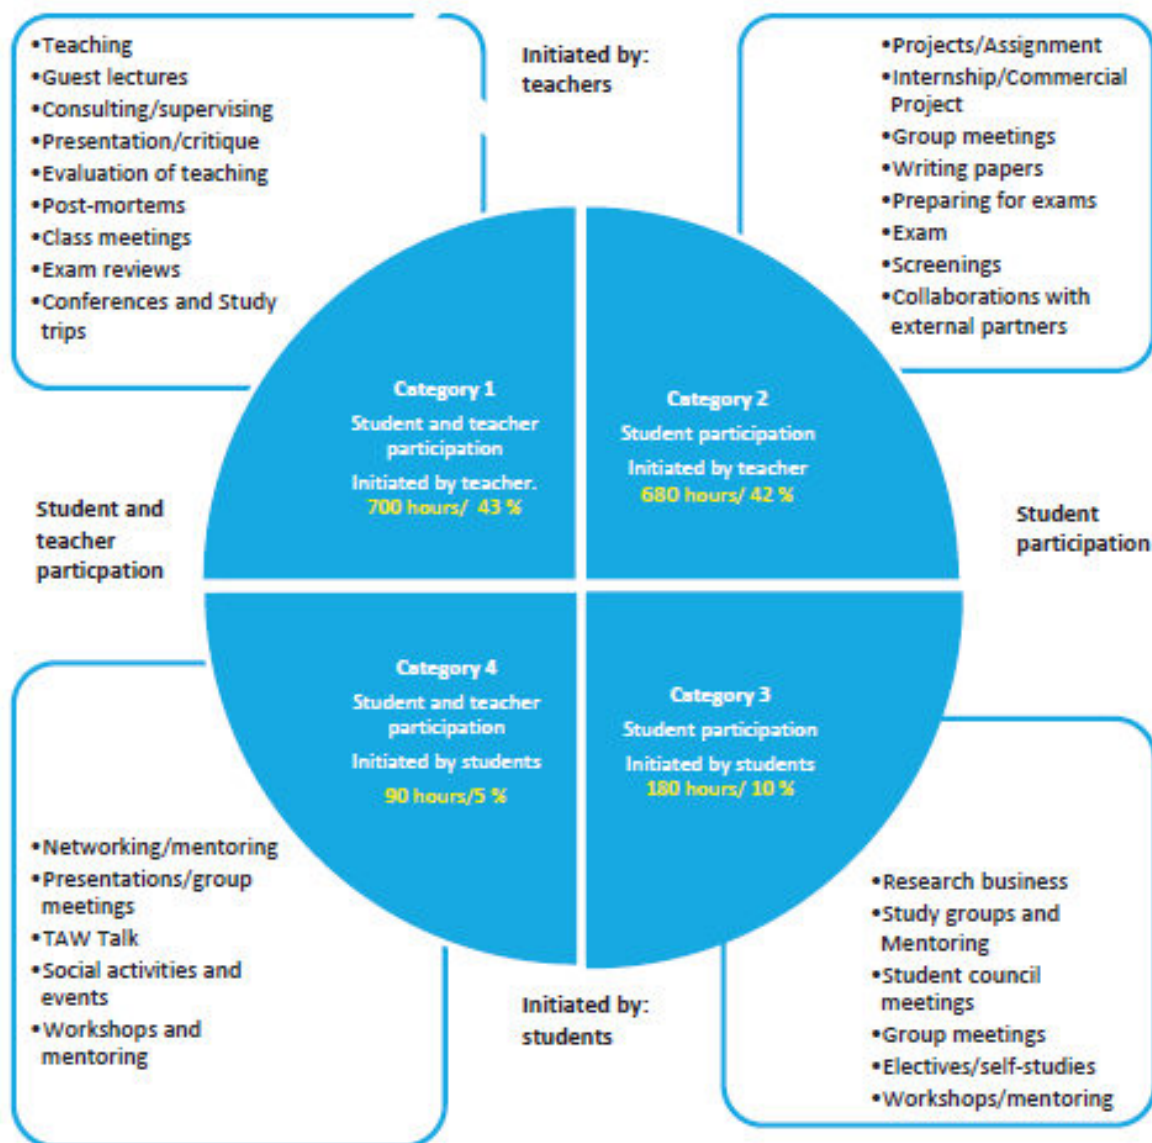 •Teaching
•Guest lectures
•Consulting/supervising
•Presentation/critique
•Evaluation of teaching
•Post-mortems
•Class meetings
•Exam reviews
•Conferences and Study
trips
Initiated by:
teachers
•Projects/Assignment
•Internship/Commercial
Project
•Group meetings
•Writing papers
•Preparing for exams
•Exam
•Screenings
•Collaborations with
external partners
Category 1
Student and teacher
participation
Initiated by teacher.
700 hours/ 43 %
Category 2
Student participation
Initiated by teacher
680 hours/ 42 %
Student and
teacher
particpation
Student
participation
Category 4
Student and teacher
participation
Initiated by students
90 hours/5 %
Category 3
Student participation
Initiated by students
180 hours/ 10 %
•Networking/mentoring
•Presentations/group
meetings
•TAW Talk
•Social activities and
events
•Workshops and
mentoring
Initiated by:
students
•Research business
•Study groups and
Mentoring
•Student council
meetings
•Group meetings
•Electives/self-studies
•Workshops/mentoring